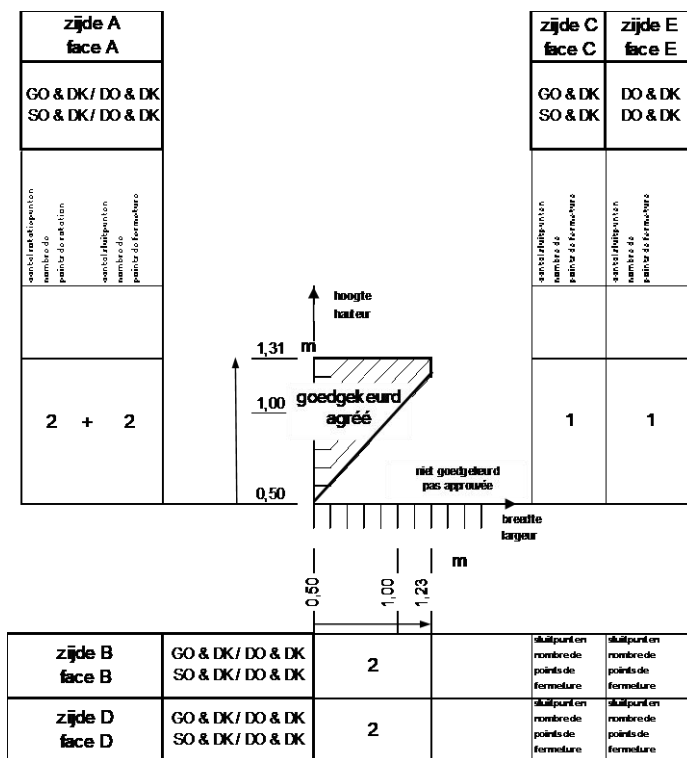 zijde A
face A
GO & DK / DO & DK
SO & DK / DO & DK
aantal rotatiepunten
nombre de
points de rotation
aantal sluitpunten
nombre de
points de fermeture
2 + 2
zijde C
face C
GO & DK
SO & DK
aantal sluitpunten
nombre de
points de fermeture
1
zijde E
face E
DO & DK
DO & DK
aantal sluitpunten
nombre de
points de fermeture
1
hoogte
hauteur
m
1,31
1,00
0,50
goedgekeurd
agréé
niet goedgekeurd
pas approuvée
breedte
largeur
m
0,50
1,00
1,23
zijde B
face B
GO & DK / DO & DK
SO & DK / DO & DK
2
sluitpunten
nombre de
points de
fermeture
sluitpunten
nombre de
points de
fermeture
zijde D
face D
GO & DK / DO & DK
SO & DK / DO & DK
2
sluitpunten
nombre de
points de
fermeture
sluitpunten
nombre de
points de
fermeture